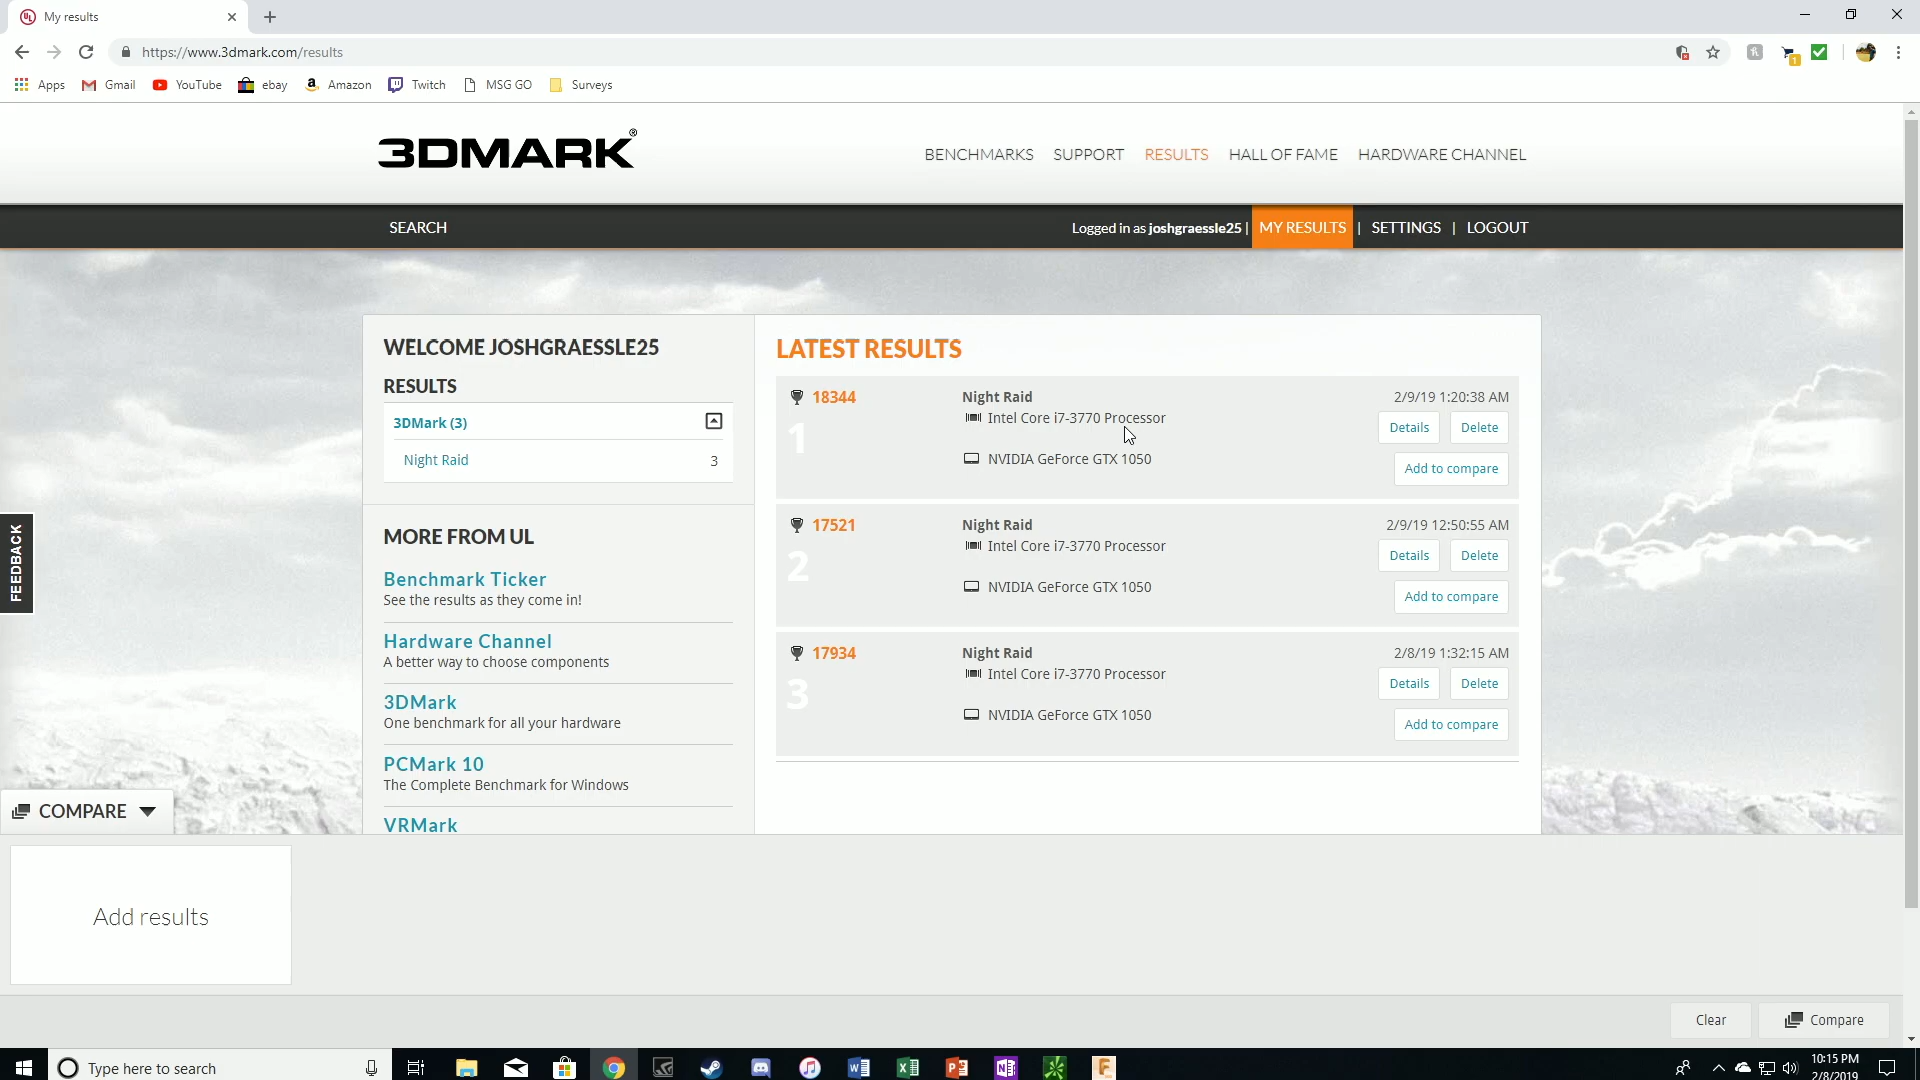 My results
https://www.3dmark.com/results
Apps Gmail YouTube ebay Amazon Twitch MSG GO Surveys
3DMARK®
BENCHMARKS SUPPORT RESULTS HALL OF FAME HARDWARE CHANNEL
SEARCH
Logged in as joshgraessle25 | MY RESULTS | SETTINGS | LOGOUT
WELCOME JOSHGRAESSLE25
RESULTS
3DMark (3)
Night Raid 3
MORE FROM UL
Benchmark Ticker
See the results as they come in!
Hardware Channel
A better way to choose components
3DMark
One benchmark for all your hardware
PCMark 10
The Complete Benchmark for Windows
VRMark
LATEST RESULTS
18344 Night Raid 2/9/19 1:20:38 AM
1 Intel Core i7-3770 Processor Details Delete
NVIDIA GeForce GTX 1050 Add to compare
17521 Night Raid 2/9/19 12:50:55 AM
2 Intel Core i7-3770 Processor Details Delete
NVIDIA GeForce GTX 1050 Add to compare
17934 Night Raid 2/8/19 1:32:15 AM
3 Intel Core i7-3770 Processor Details Delete
NVIDIA GeForce GTX 1050 Add to compare
FEEDBACK
COMPARE
Add results
Clear Compare
Type here to search
10:15 PM
2/8/2019